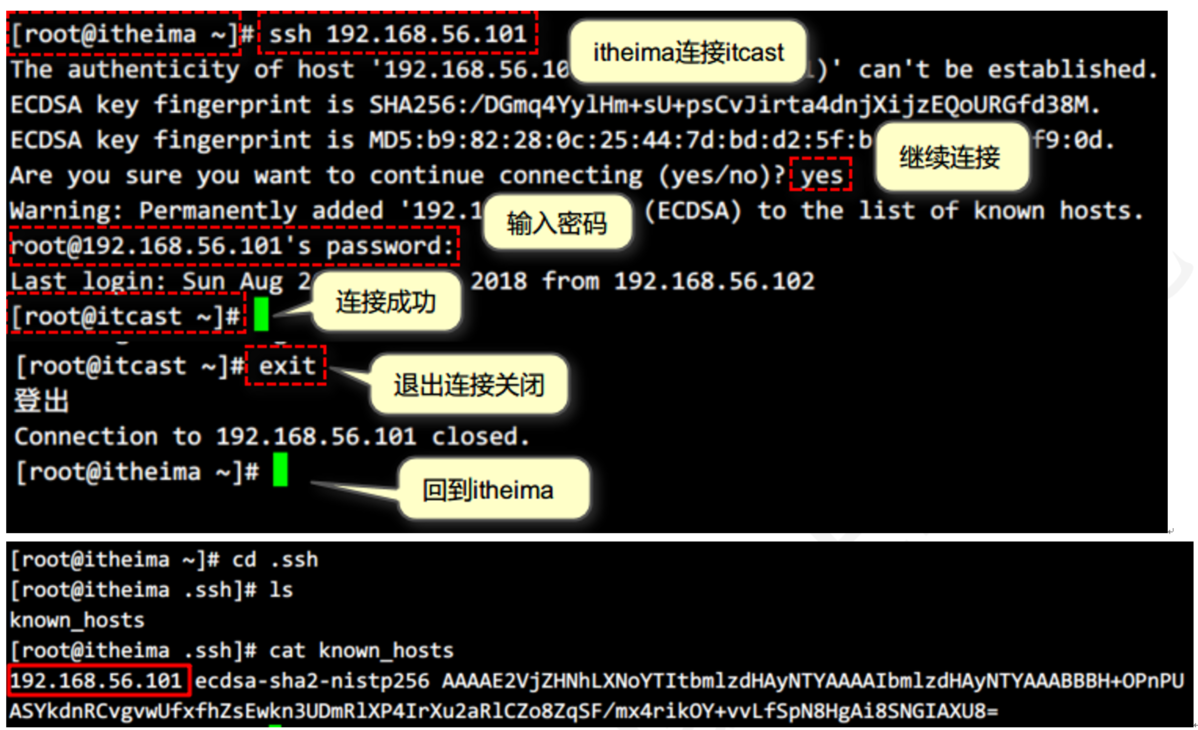 [root@itheima ~]# ssh 192.168.56.101
itheima连接itcast
The authenticity of host '192.168.56.10 )' can't be established.
ECDSA key fingerprint is SHA256:/DGmq4YylHm+sU+psCvJirta4dnjXijzEQoURGfd38M.
ECDSA key fingerprint is MD5:b9:82:28:0c:25:44:7d:bd:d2:5f:b f9:0d.
继续连接
Are you sure you want to continue connecting (yes/no)? yes
Warning: Permanently added '192.1 (ECDSA) to the list of known hosts.
输入密码
root@192.168.56.101's password:
Last login: Sun Aug 2 2018 from 192.168.56.102
连接成功
[root@itcast ~]#
[root@itcast ~]# exit
退出连接关闭
登出
Connection to 192.168.56.101 closed.
[root@itheima ~]#
回到itheima
[root@itheima ~]# cd .ssh
[root@itheima .ssh]# ls
known_hosts
[root@itheima .ssh]# cat known_hosts
192.168.56.101 ecdsa-sha2-nistp256 AAAAE2VjZHNhLXNoYTItbmlzdHAyNTYAAAAIbmlzdHAyNTYAAABBBH+OPnPU
ASYkdnRCvgvwUfxfhZsEwkn3UDmRlXP4IrXu2aRlCZo8ZqSF/mx4rikOY+vvLfSpN8HgAi8SNGIAXU8=